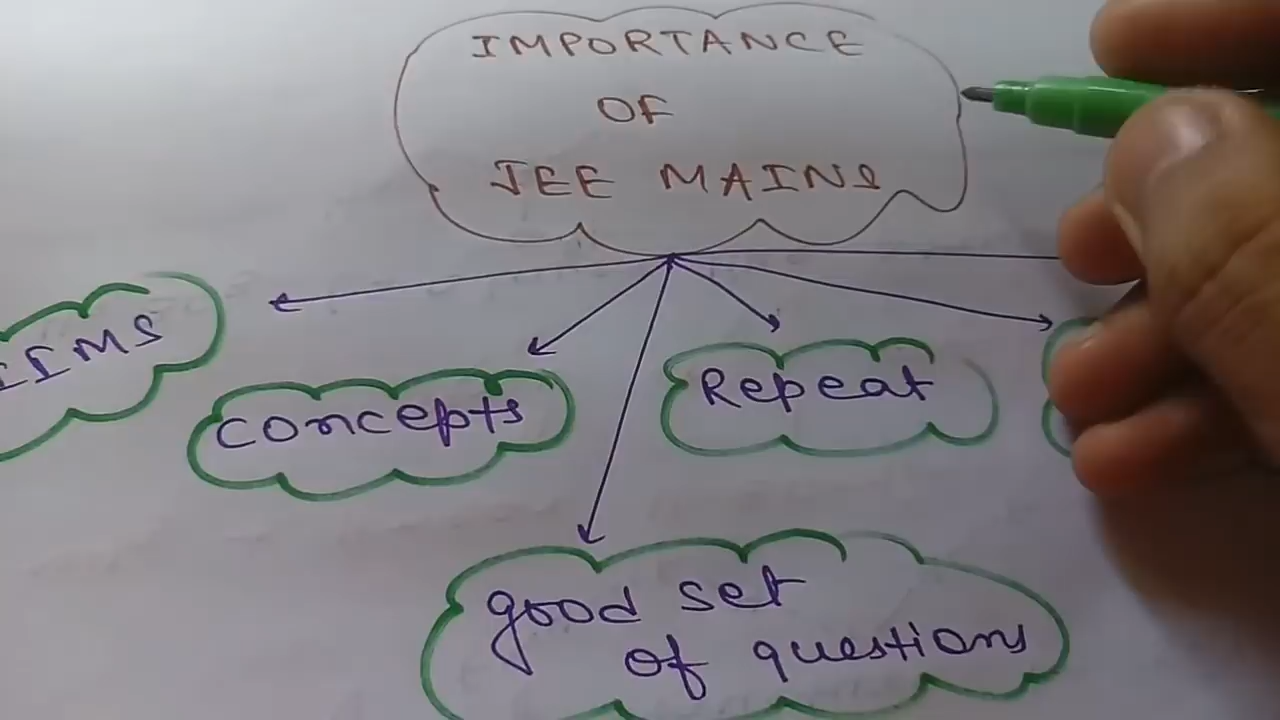 IMPORTANCE
OF
JEE MAINS
concepts
Repeat
good set
of questions